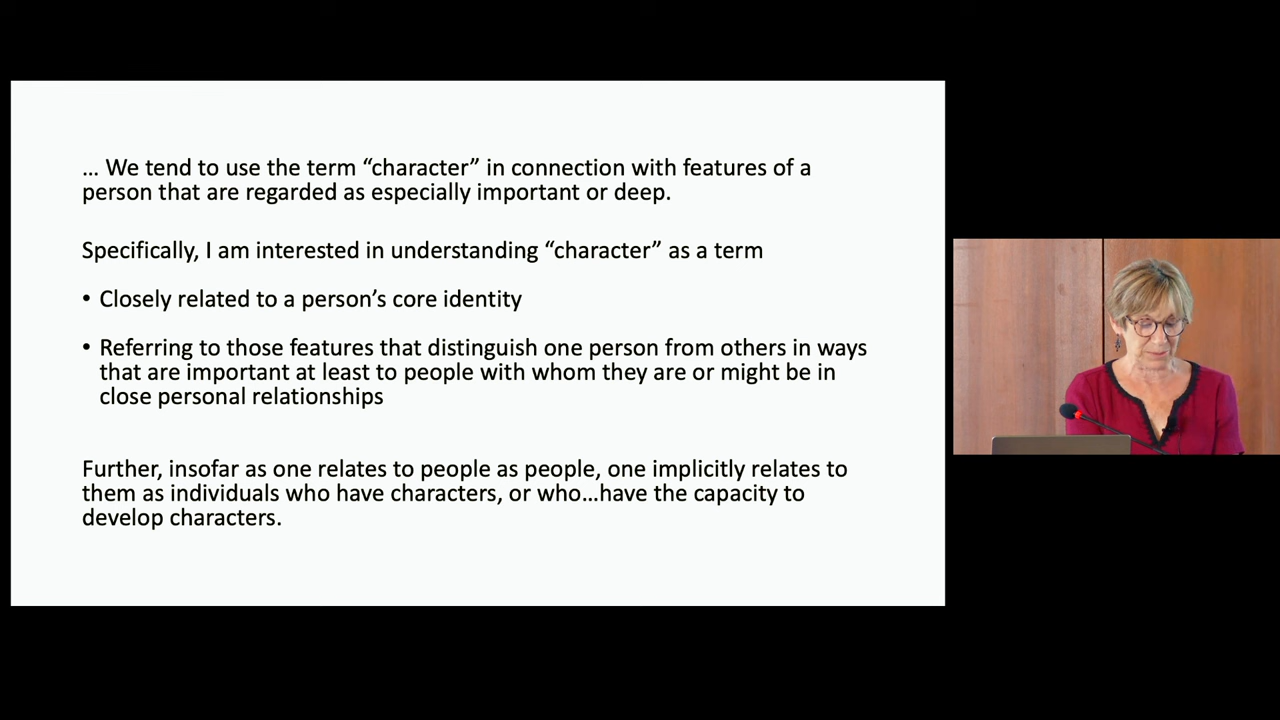 … We tend to use the term “character” in connection with features of a
person that are regarded as especially important or deep.
Specifically, I am interested in understanding “character” as a term
• Closely related to a person’s core identity
• Referring to those features that distinguish one person from others in ways
that are important at least to people with whom they are or might be in
close personal relationships
Further, insofar as one relates to people as people, one implicitly relates to
them as individuals who have characters, or who…have the capacity to
develop characters.